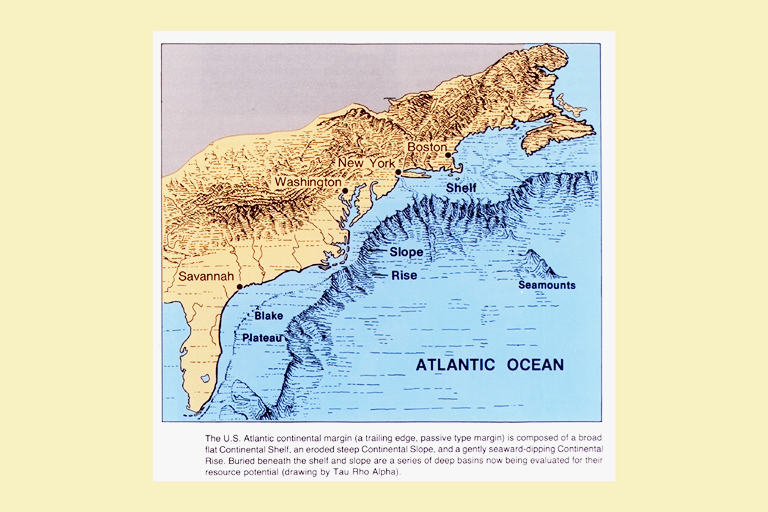 Boston
New York
Shelf
Washington
Slope
Savannah
Rise
Seamounts
Blake
Plateau
ATLANTIC OCEAN
The U.S. Atlantic continental margin (a trailing edge, passive type margin) is composed of a broad
flat Continental Shelf, an eroded steep Continental Slope, and a gently seaward-dipping Continental
Rise. Buried beneath the shelf and slope are a series of deep basins now being evaluated for their
resource potential (drawing by Tau Rho Alpha).